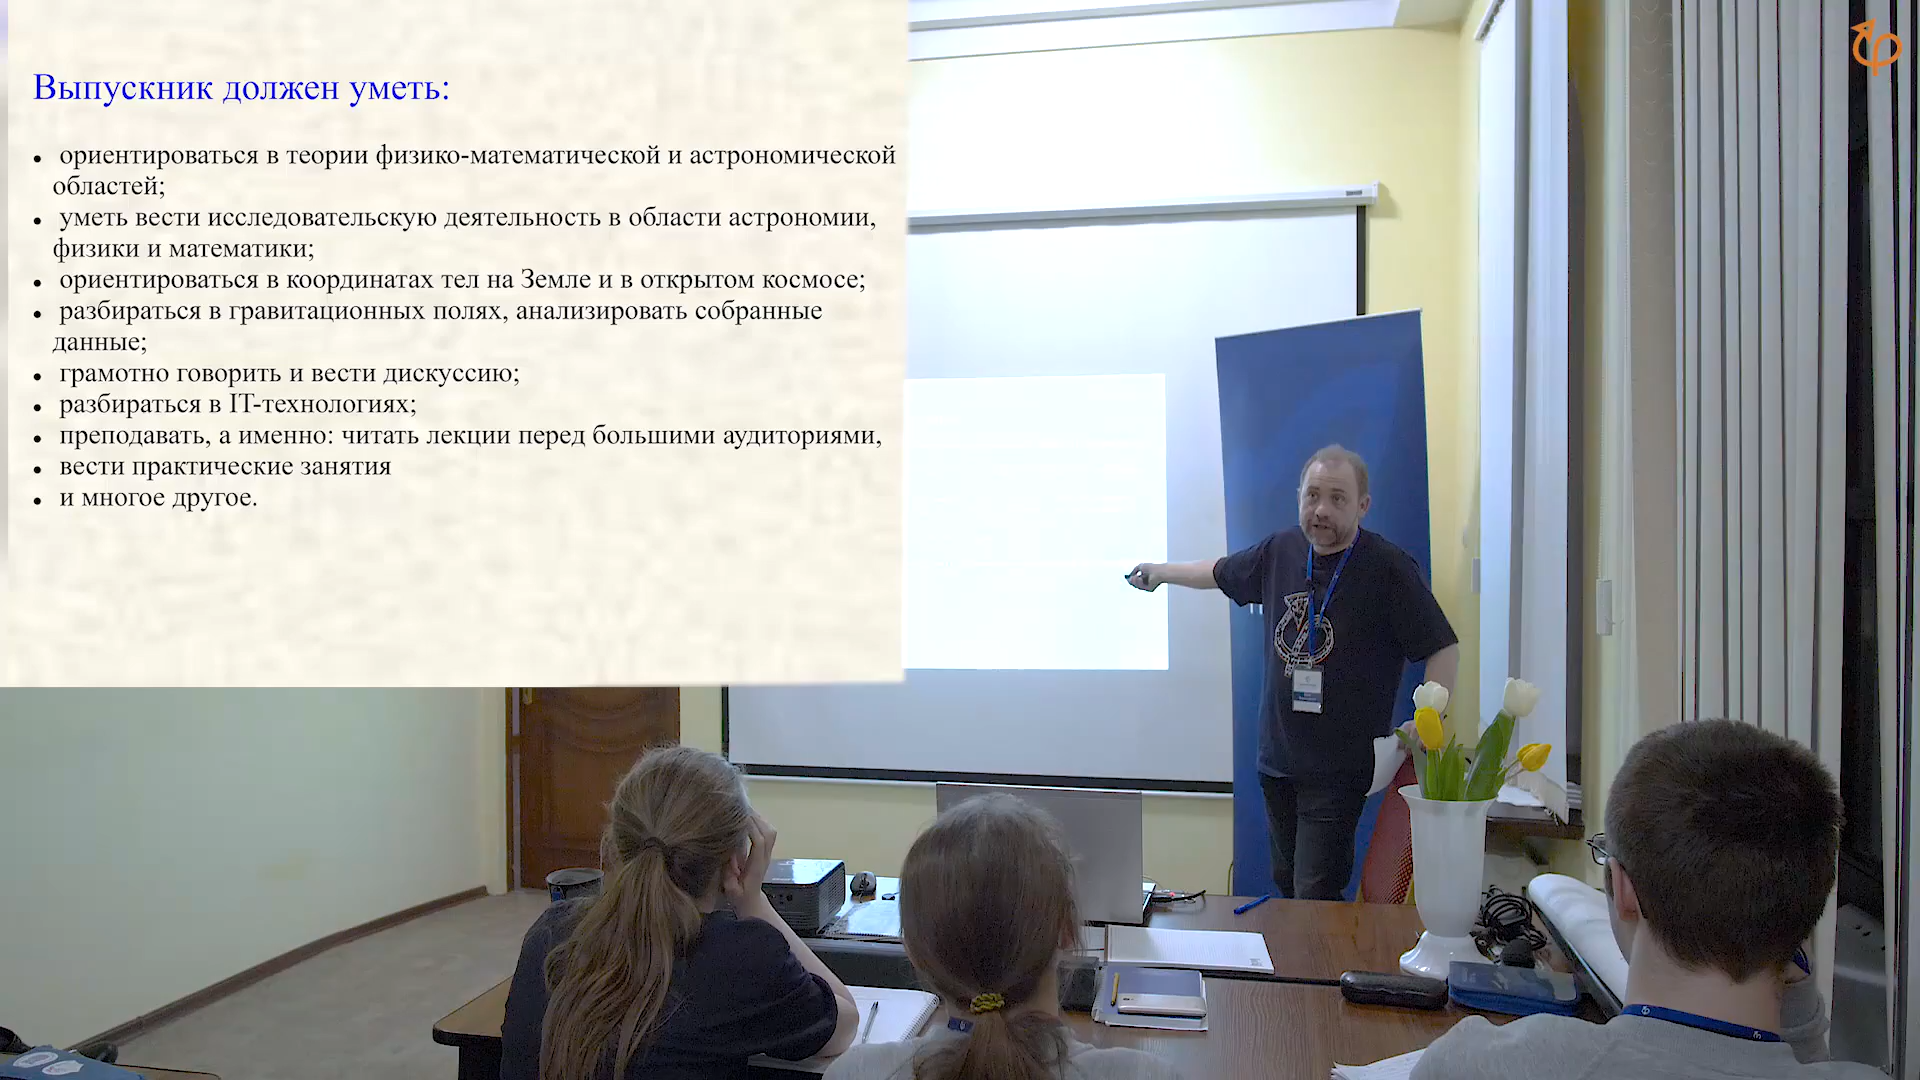 Выпускник должен уметь:
• ориентироваться в теории физико-математической и астрономической
областей;
• уметь вести исследовательскую деятельность в области астрономии,
физики и математики;
• ориентироваться в координатах тел на Земле и в открытом космосе;
• разбираться в гравитационных полях, анализировать собранные
данные;
• грамотно говорить и вести дискуссию;
• разбираться в IT-технологиях;
• преподавать, а именно: читать лекции перед большими аудиториями,
• вести практические занятия
• и многое другое.